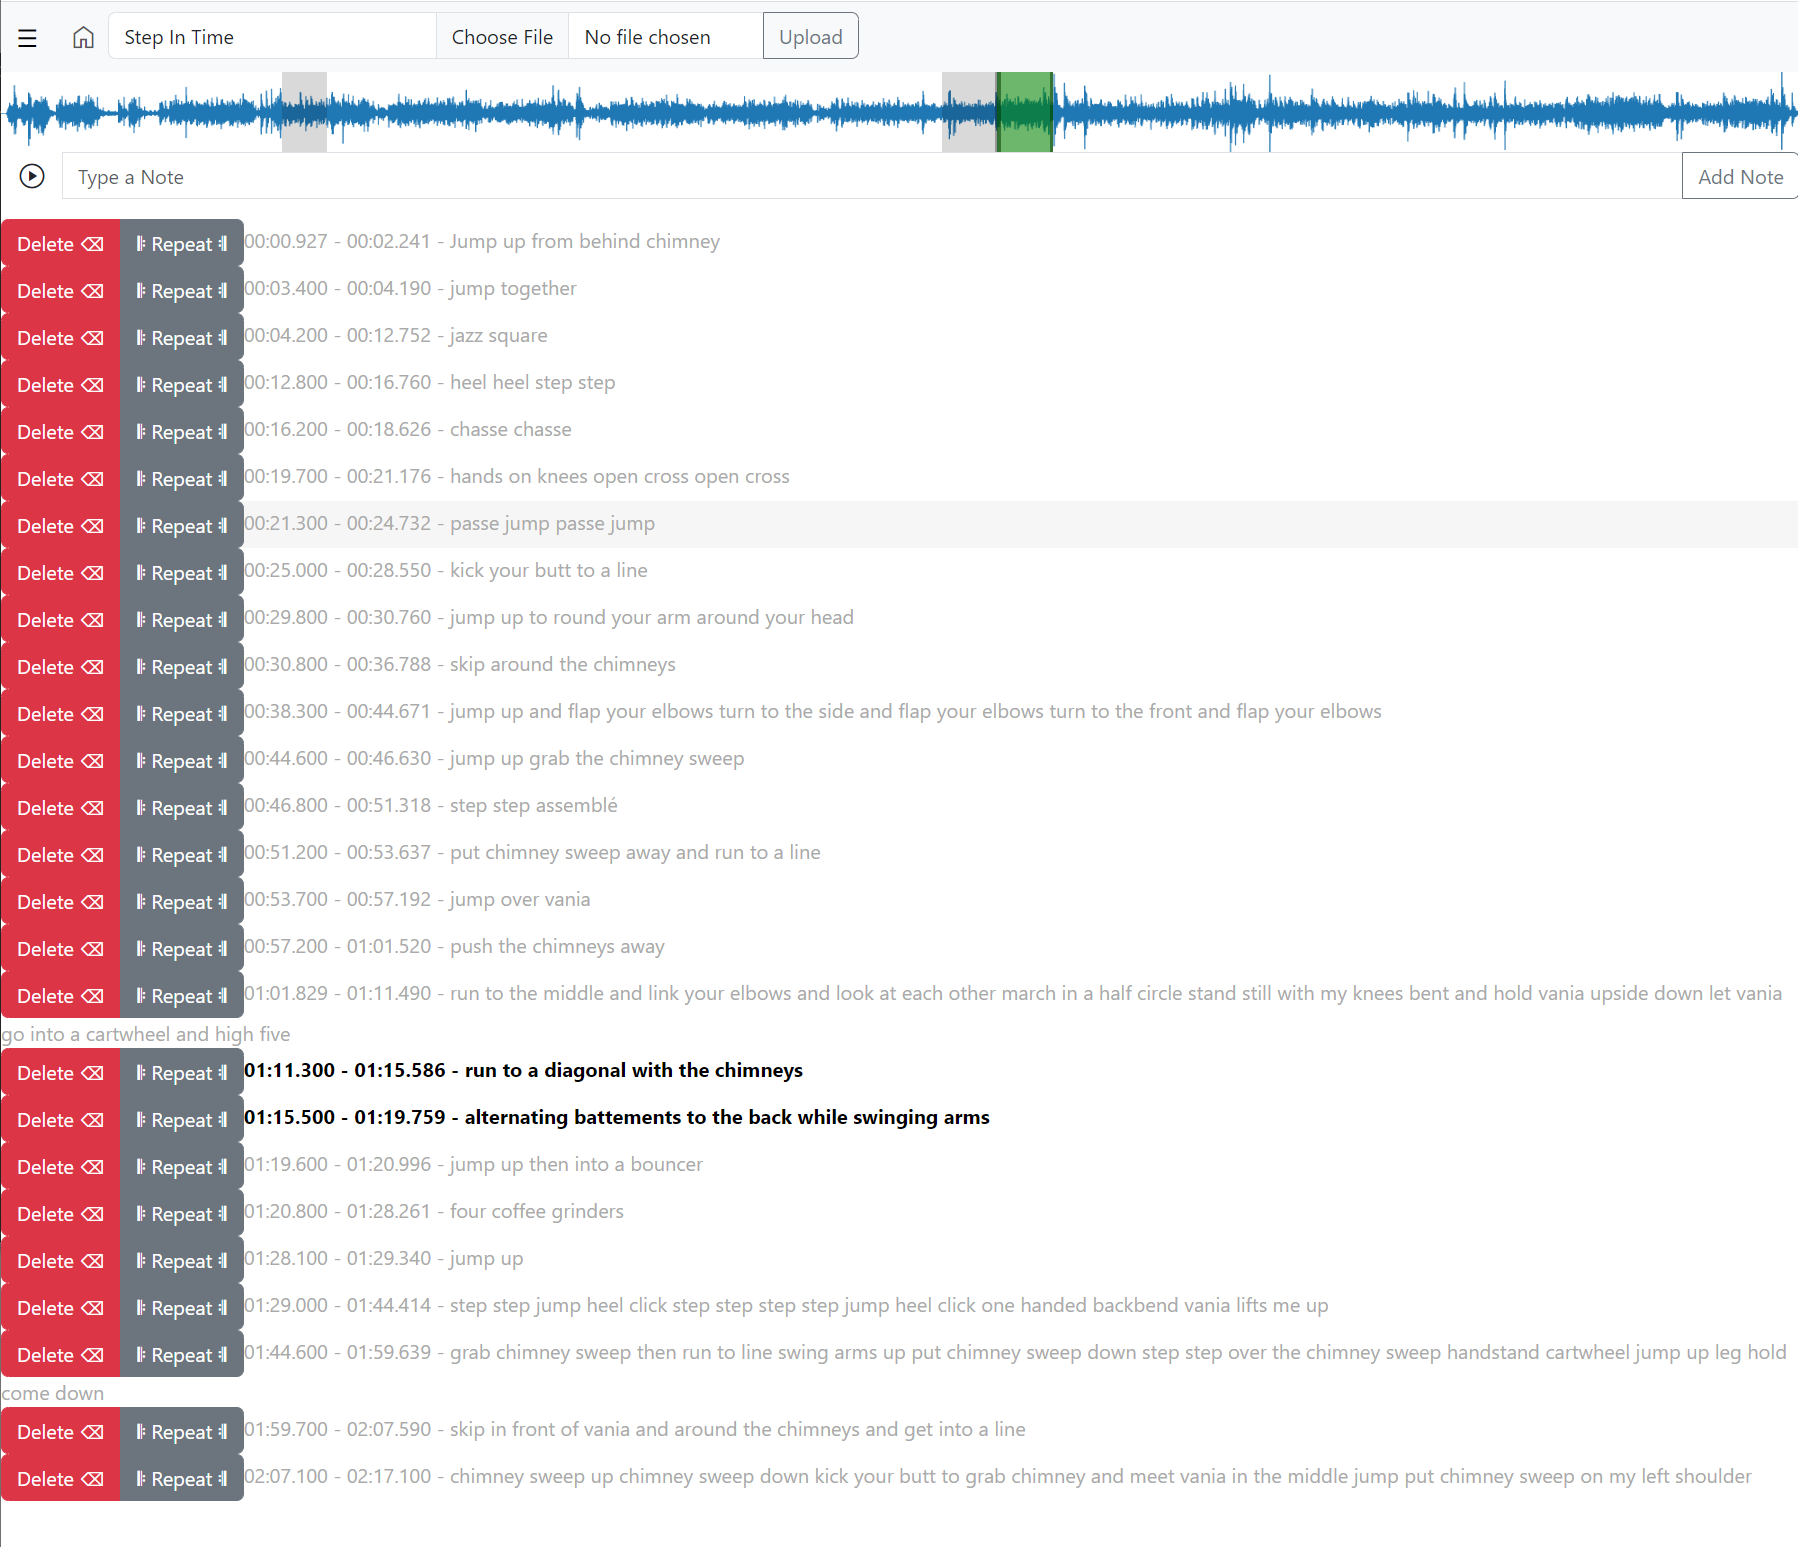 Step In Time Choose File No file chosen Upload
Type a Note Add Note
Delete Repeat 00:00.927 - 00:02.241 - Jump up from behind chimney
Delete Repeat 00:03.400 - 00:04.190 - jump together
Delete Repeat 00:04.200 - 00:12.752 - jazz square
Delete Repeat 00:12.800 - 00:16.760 - heel heel step step
Delete Repeat 00:16.200 - 00:18.626 - chasse chasse
Delete Repeat 00:19.700 - 00:21.176 - hands on knees open cross open cross
Delete Repeat 00:21.300 - 00:24.732 - passe jump passe jump
Delete Repeat 00:25.000 - 00:28.550 - kick your butt to a line
Delete Repeat 00:29.800 - 00:30.760 - jump up to round your arm around your head
Delete Repeat 00:30.800 - 00:36.788 - skip around the chimneys
Delete Repeat 00:38.300 - 00:44.671 - jump up and flap your elbows turn to the side and flap your elbows turn to the front and flap your elbows
Delete Repeat 00:44.600 - 00:46.630 - jump up grab the chimney sweep
Delete Repeat 00:46.800 - 00:51.318 - step step assemblé
Delete Repeat 00:51.200 - 00:53.637 - put chimney sweep away and run to a line
Delete Repeat 00:53.700 - 00:57.192 - jump over vania
Delete Repeat 00:57.200 - 01:01.520 - push the chimneys away
Delete Repeat 01:01.829 - 01:11.490 - run to the middle and link your elbows and look at each other march in a half circle stand still with my knees bent and hold vania upside down let vania
go into a cartwheel and high five
Delete Repeat 01:11.300 - 01:15.586 - run to a diagonal with the chimneys
Delete Repeat 01:15.500 - 01:19.759 - alternating battements to the back while swinging arms
Delete Repeat 01:19.600 - 01:20.996 - jump up then into a bouncer
Delete Repeat 01:20.800 - 01:28.261 - four coffee grinders
Delete Repeat 01:28.100 - 01:29.340 - jump up
Delete Repeat 01:29.000 - 01:44.414 - step step jump heel click step step step step jump heel click one handed backbend vania lifts me up
Delete Repeat 01:44.600 - 01:59.639 - grab chimney sweep then run to line swing arms up put chimney sweep down step step over the chimney sweep handstand cartwheel jump up leg hold
come down
Delete Repeat 01:59.700 - 02:07.590 - skip in front of vania and around the chimneys and get into a line
Delete Repeat 02:07.100 - 02:17.100 - chimney sweep up chimney sweep down kick your butt to grab chimney and meet vania in the middle jump put chimney sweep on my left shoulder